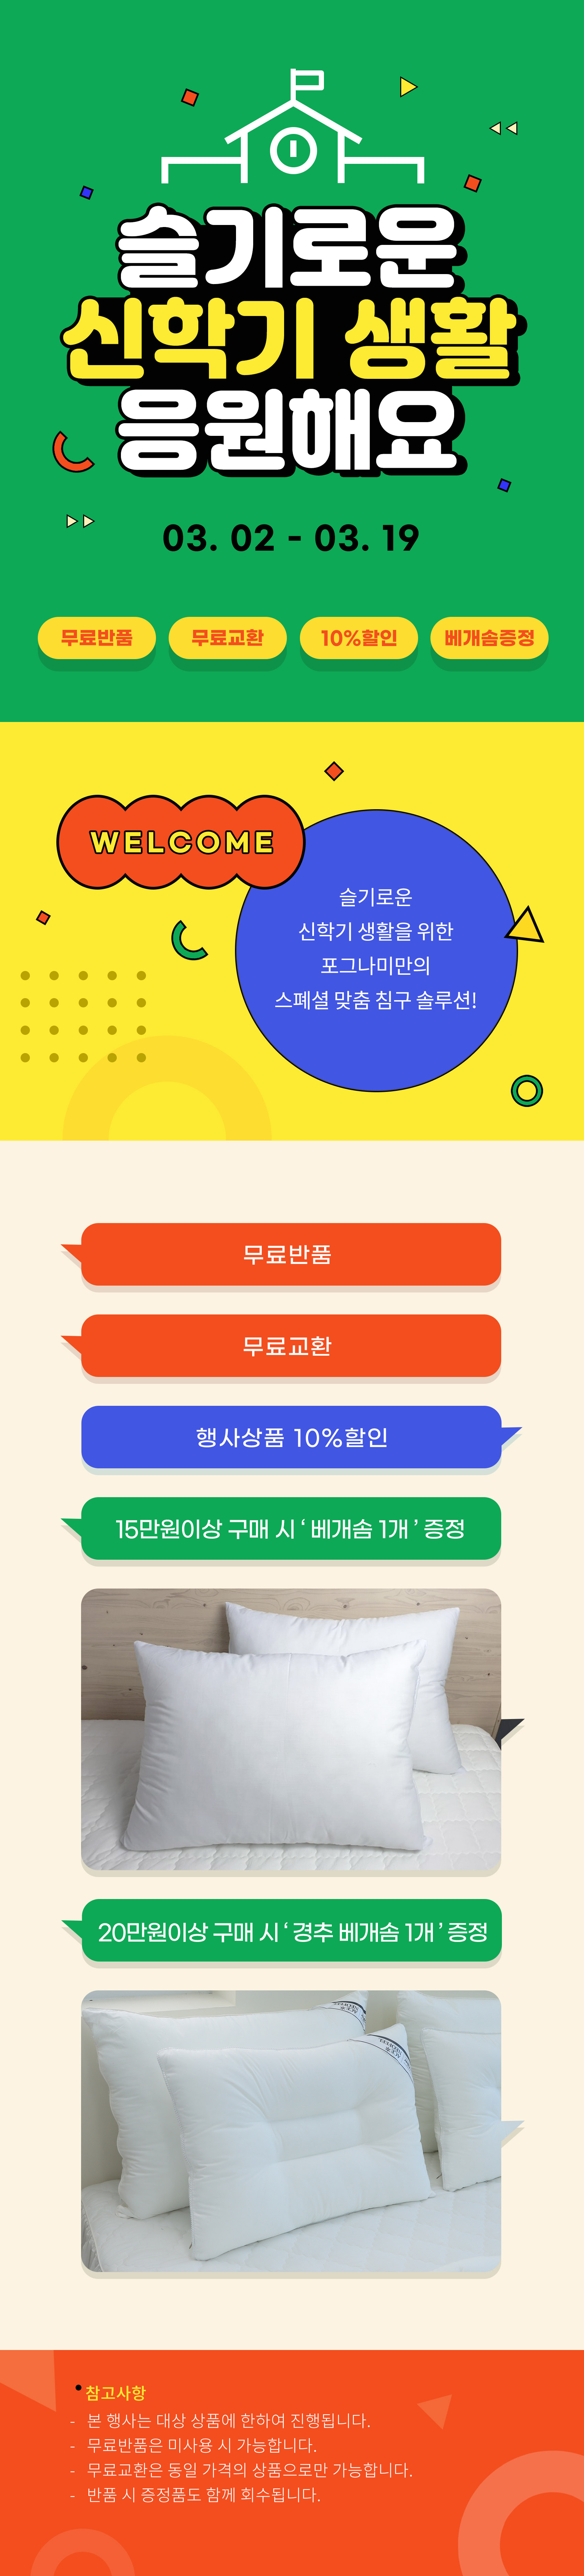 슬기로운
신학기 생활
응원해요
03. 02 - 03. 19
무료반품 무료교환 10%할인 베개솜증정
WELCOME
슬기로운
신학기 생활을 위한
포그나미만의
스페셜 맞춤 침구 솔루션!
무료반품
무료교환
행사상품 10%할인
15만원이상 구매 시 ‘ 베개솜 1개 ’ 증정
20만원이상 구매 시 ‘ 경추 베개솜 1개 ’ 증정
• 참고사항
- 본 행사는 대상 상품에 한하여 진행됩니다.
- 무료반품은 미사용 시 가능합니다.
- 무료교환은 동일 가격의 상품으로만 가능합니다.
- 반품 시 증정품도 함께 회수됩니다.